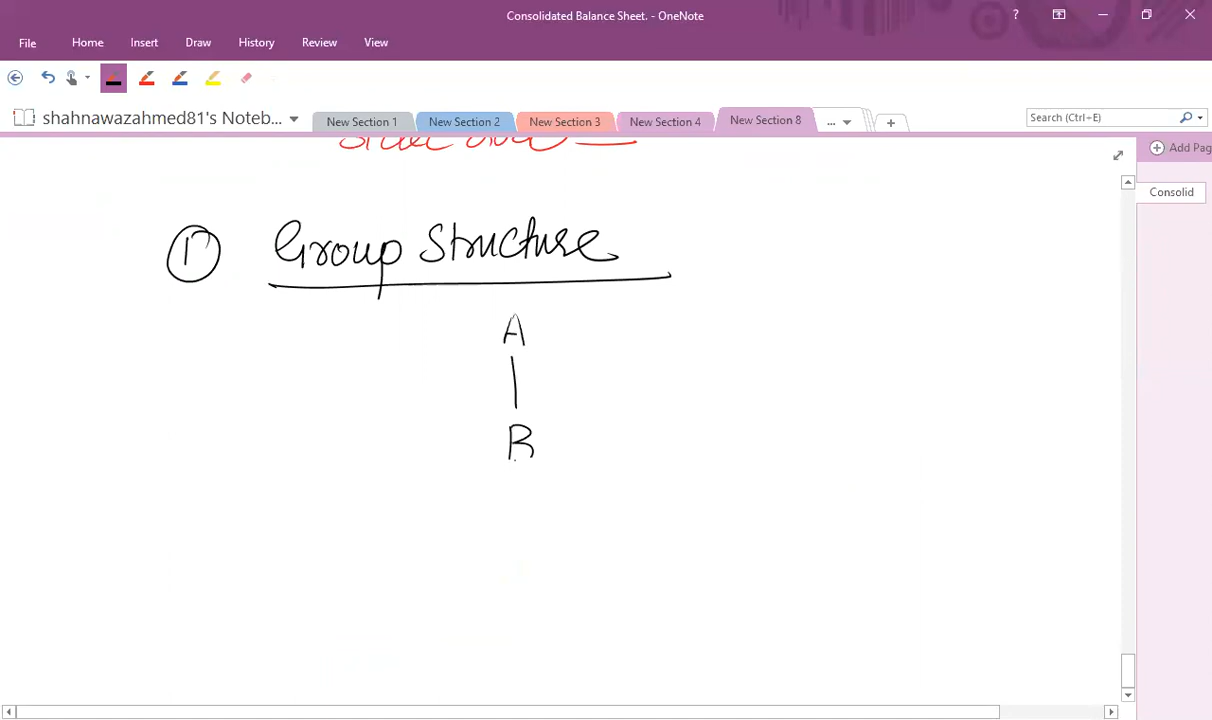 Consolidated Balance Sheet. - OneNote
?
File Home Insert Draw History Review View
shahnawazahmed81's Noteb...
New Section 1 New Section 2 New Section 3 New Section 4 New Section 8 ...
Search (Ctrl+E)
Add Pag
Consolid
① Group Structure
A
B